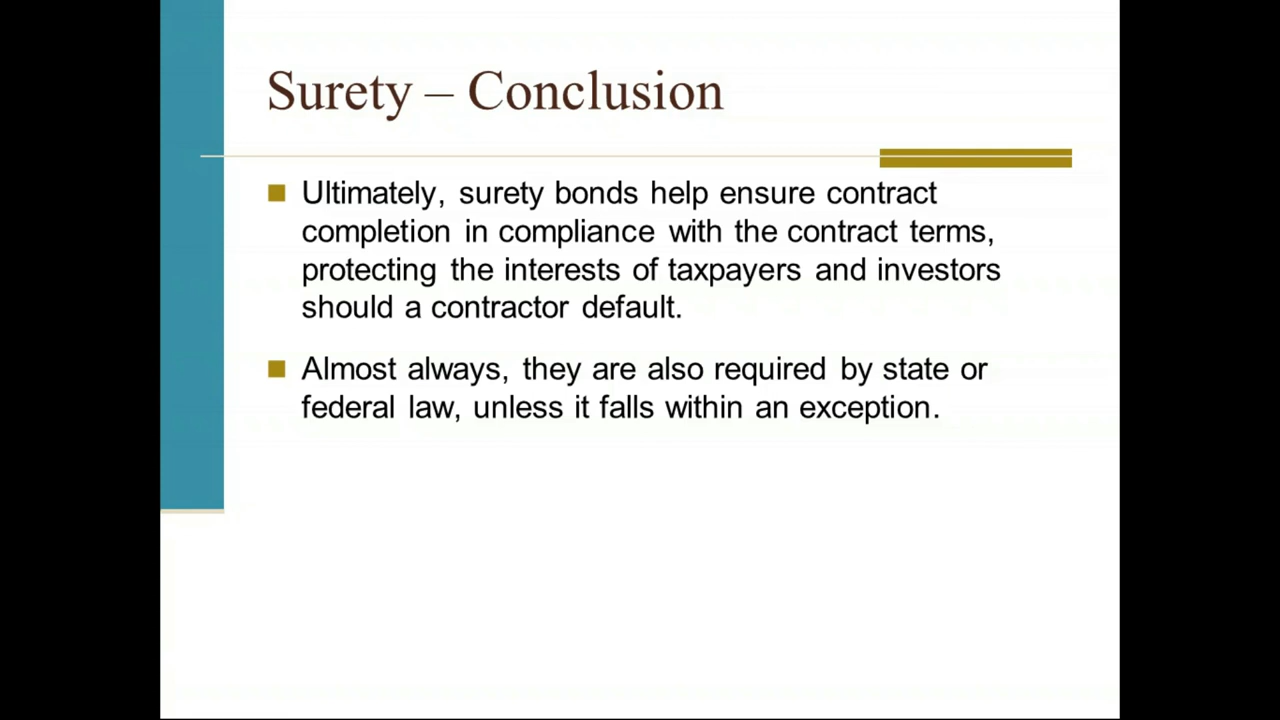 Surety – Conclusion
Ultimately, surety bonds help ensure contract
completion in compliance with the contract terms,
protecting the interests of taxpayers and investors
should a contractor default.
Almost always, they are also required by state or
federal law, unless it falls within an exception.